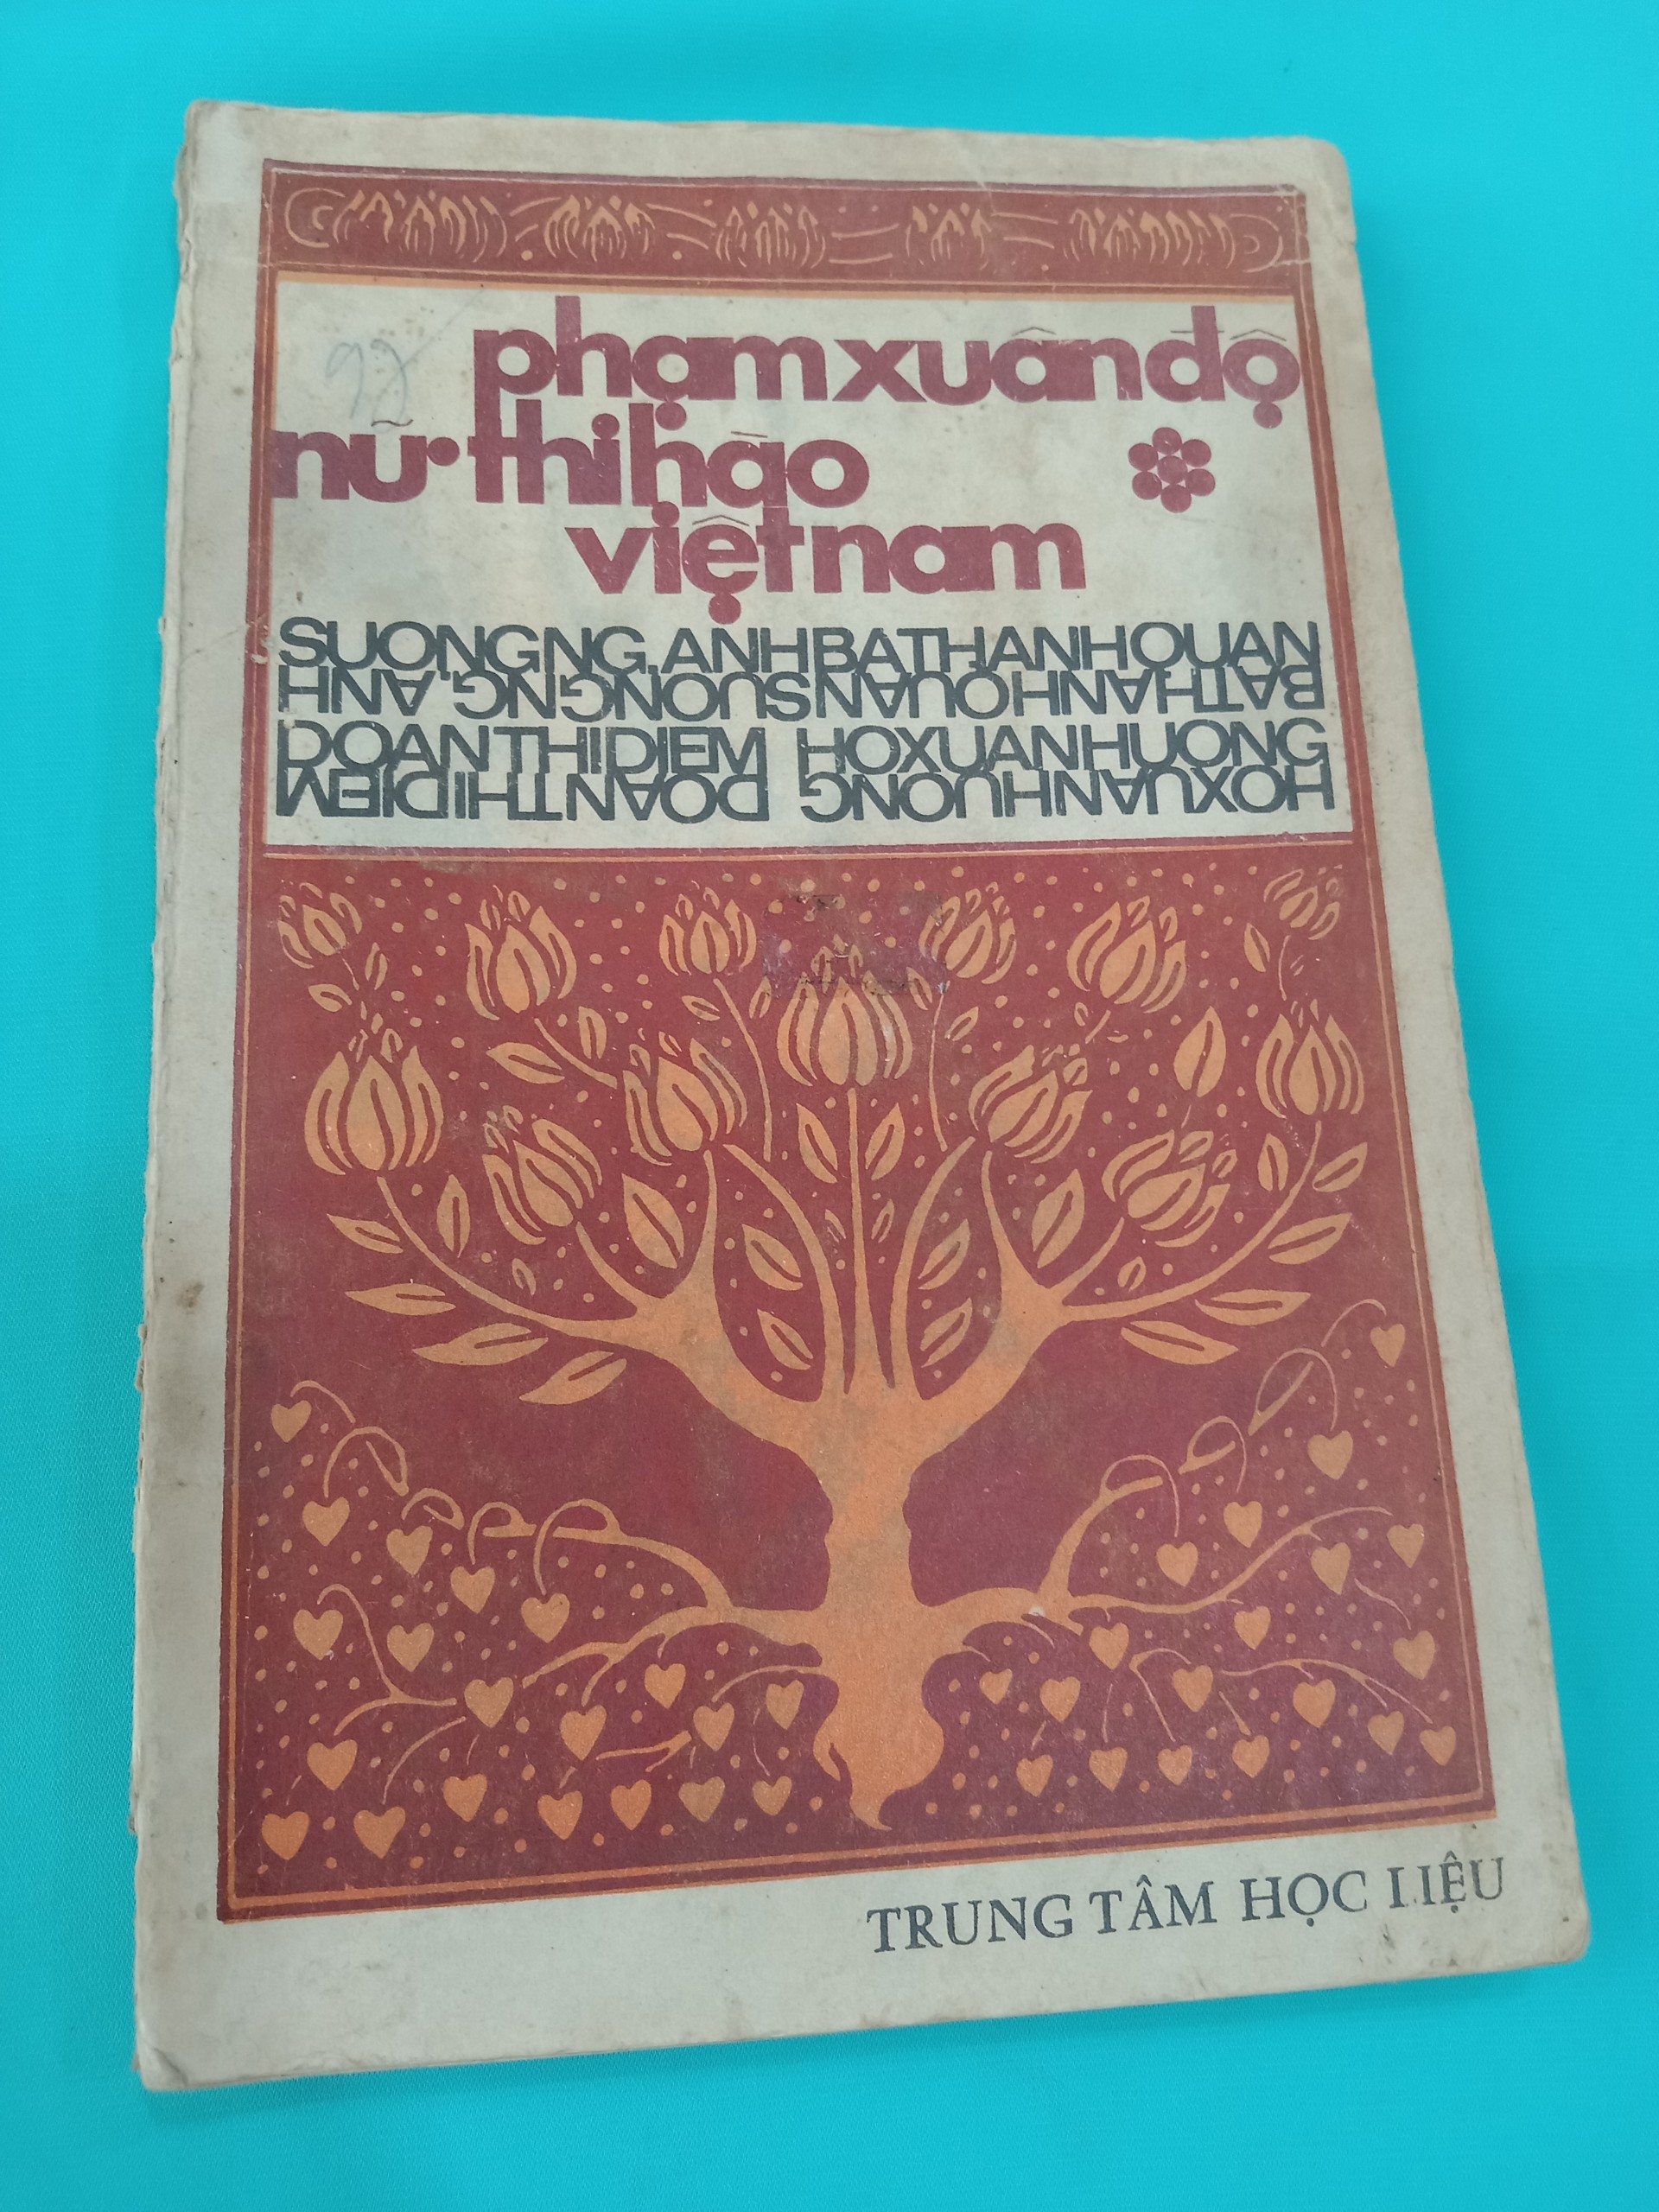 phạm xuân độ
nữ thi hào
việt nam
SUONGNG,ANHBATHANHQUAN
BATHANHQUANSUONGNG,ANH
DOANTHIDIEM HOXUANHUONG
HOXUANHUONG DOANTHIDIEM
TRUNG TÂM HỌC LIỆU